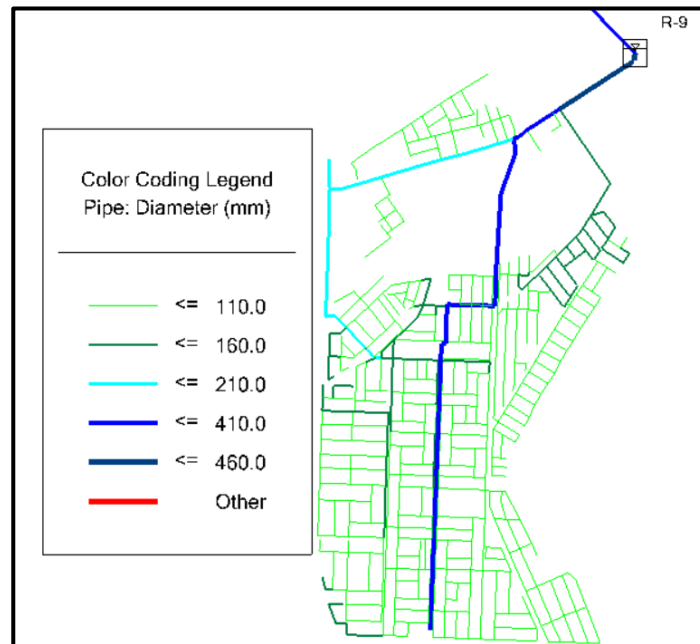 R-9
Color Coding Legend
Pipe: Diameter (mm)
<= 110.0
<= 160.0
<= 210.0
<= 410.0
<= 460.0
Other